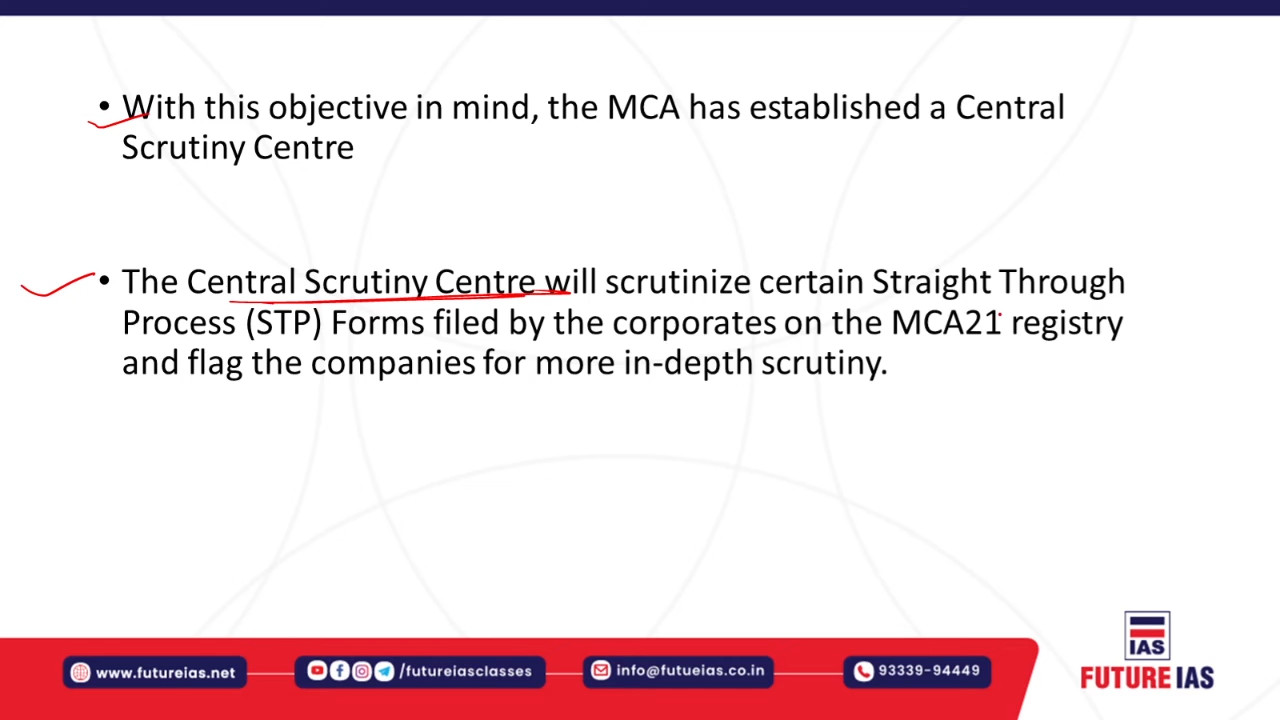 • With this objective in mind, the MCA has established a Central
Scrutiny Centre
• The Central Scrutiny Centre will scrutinize certain Straight Through
Process (STP) Forms filed by the corporates on the MCA21 registry
and flag the companies for more in-depth scrutiny.
IAS
FUTURE IAS
www.futureias.net
/futureiasclasses
info@futueias.co.in
93339-94449